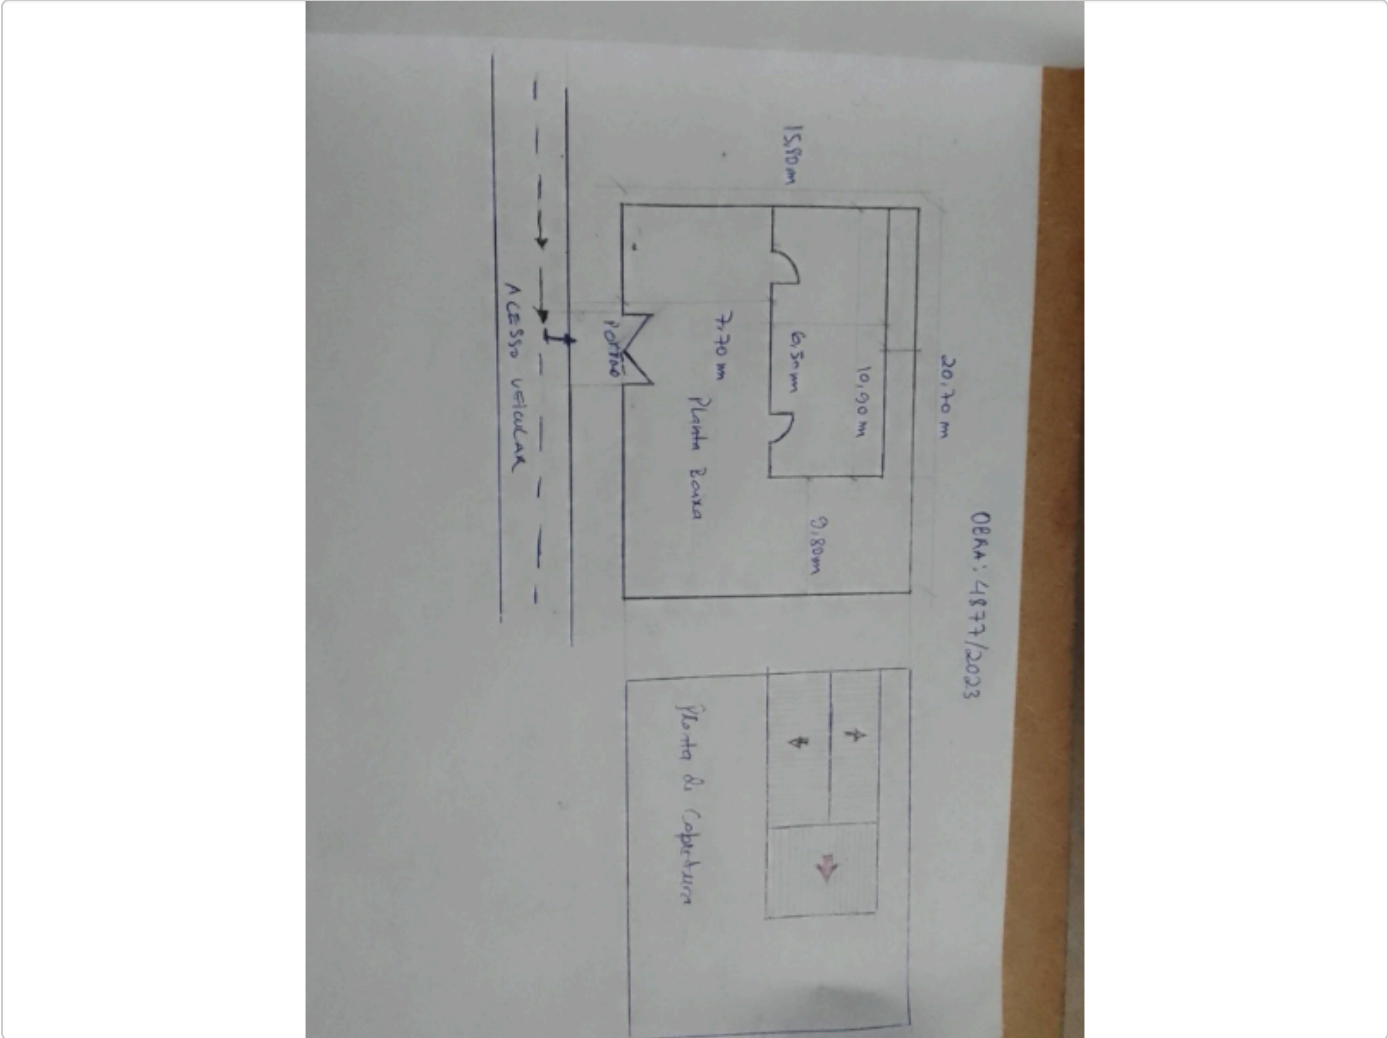 OBRA: 4877/2023
20,70 m
15,80 m
10,90 m
6,50 m
9,80 m
7,70 m
Planta Baixa
PORTÃO
ACESSO VEICULAR
Planta de Cobertura